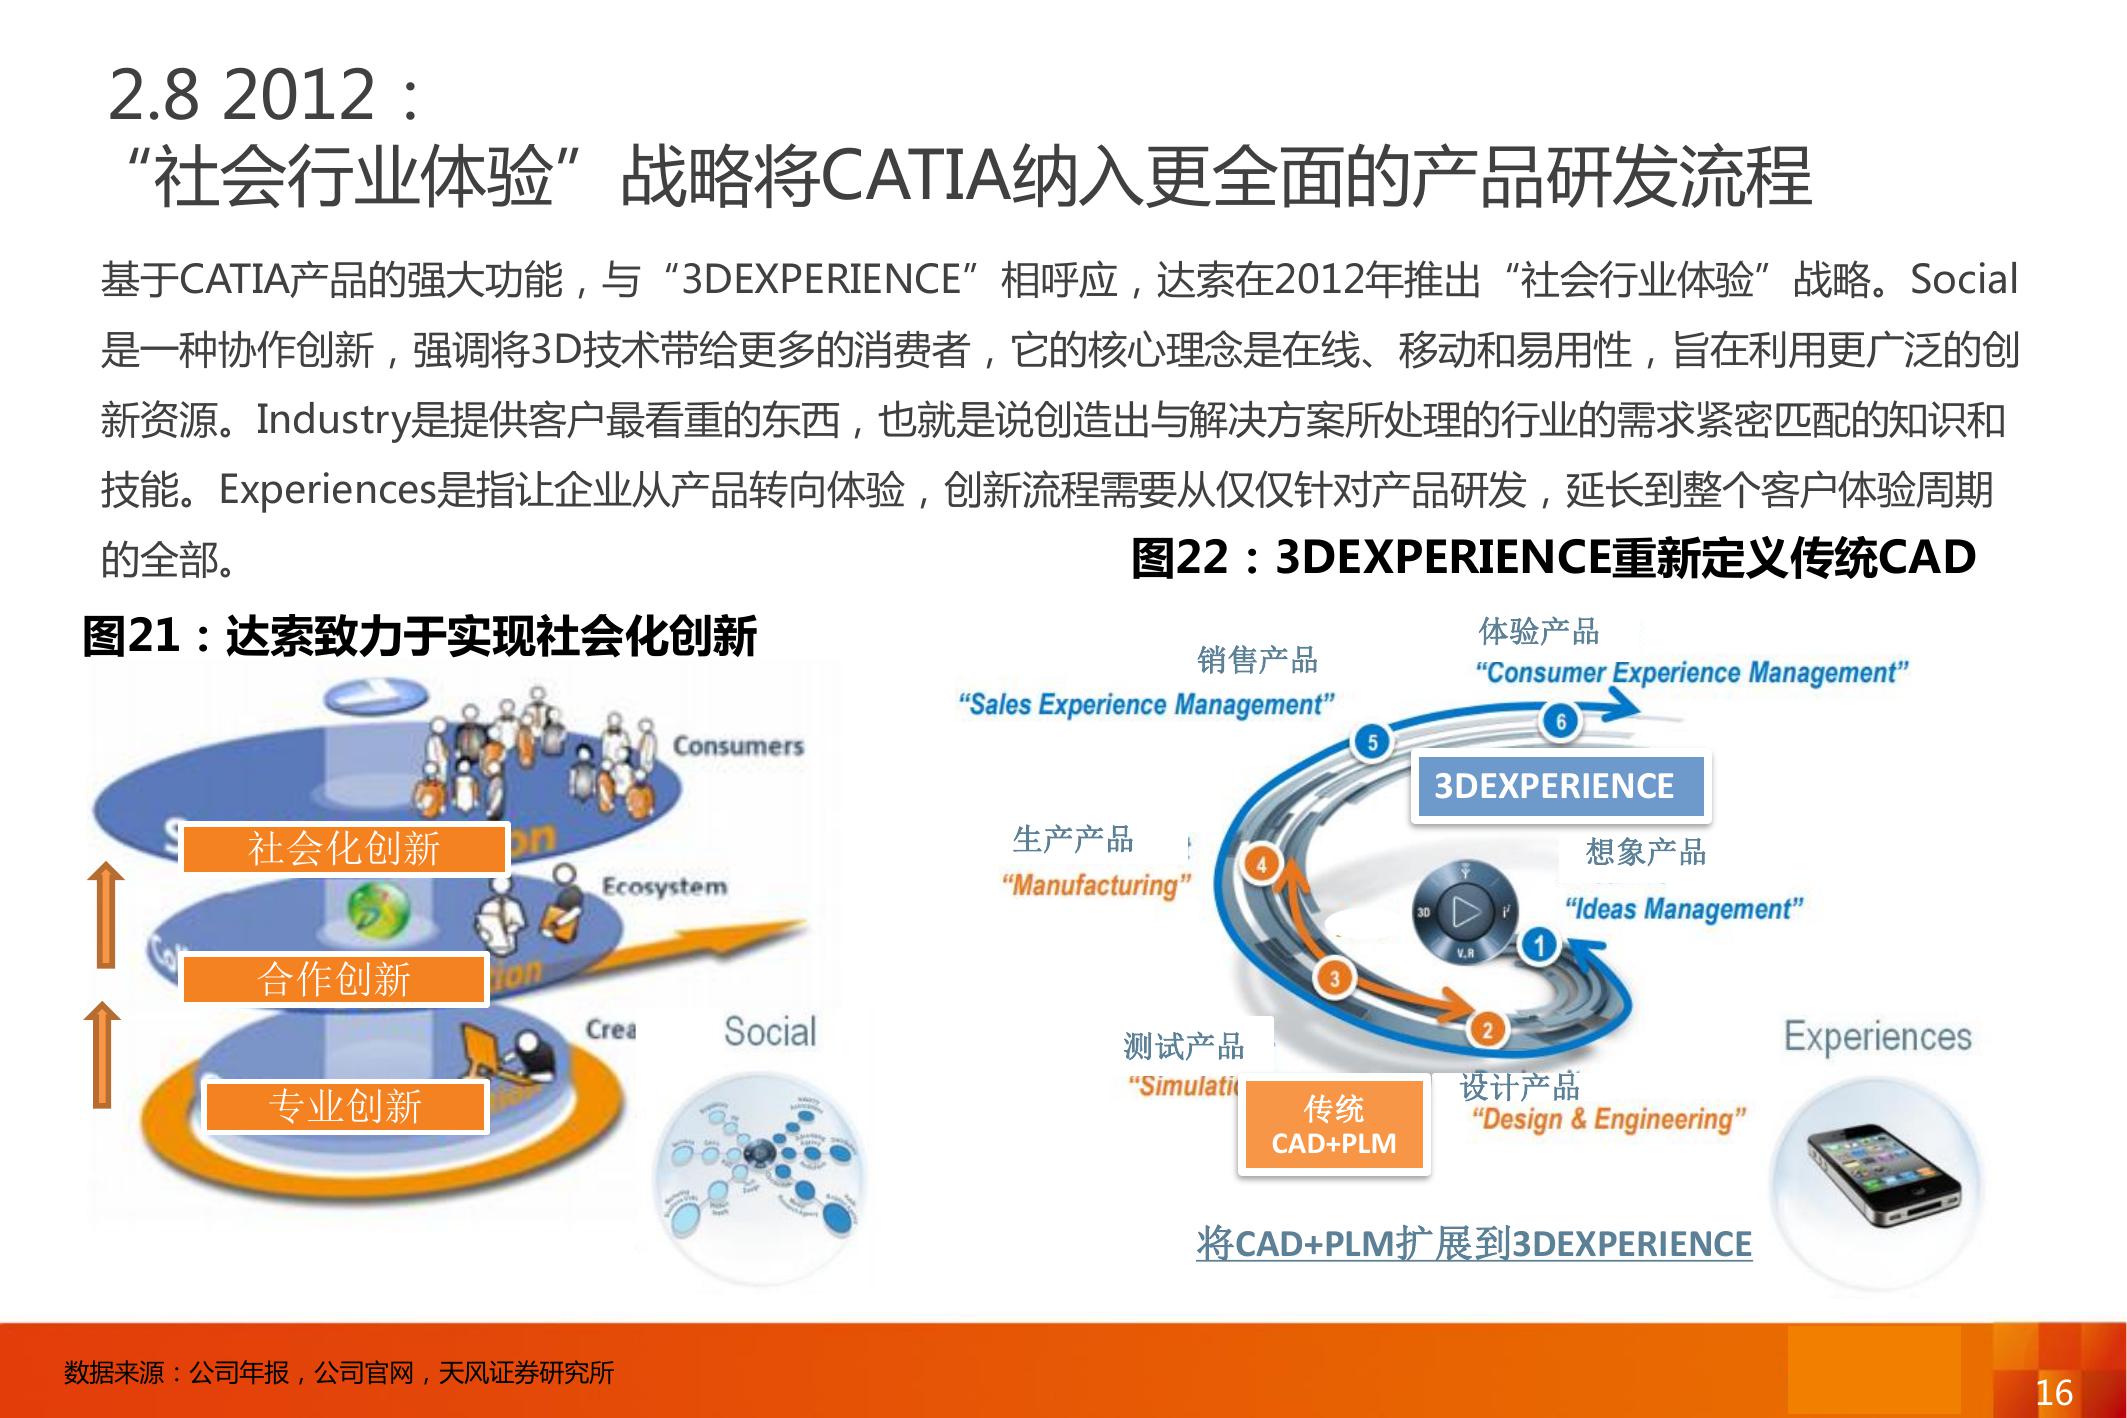 2.8 2012：
“社会行业体验”战略将CATIA纳入更全面的产品研发流程
基于CATIA产品的强大功能，与“3DEXPERIENCE”相呼应，达索在2012年推出“社会行业体验”战略。Social
是一种协作创新，强调将3D技术带给更多的消费者，它的核心理念是在线、移动和易用性，旨在利用更广泛的创
新资源。Industry是提供客户最看重的东西，也就是说创造出与解决方案所处理的行业的需求紧密匹配的知识和
技能。Experiences是指让企业从产品转向体验，创新流程需要从仅仅针对产品研发，延长到整个客户体验周期
的全部。
图21：达索致力于实现社会化创新
Consumers
社会化创新
Ecosystem
合作创新
Crea
专业创新
Social
图22：3DEXPERIENCE重新定义传统CAD
体验产品
“Consumer Experience Management”
销售产品
“Sales Experience Management”
6
5
3DEXPERIENCE
生产产品
“Manufacturing”
4
想象产品
“Ideas Management”
3D
V.R
1
3
2
测试产品
“Simulati
传统
CAD+PLM
设计产品
“Design & Engineering”
Experiences
将CAD+PLM扩展到3DEXPERIENCE
数据来源：公司年报，公司官网，天风证券研究所
16